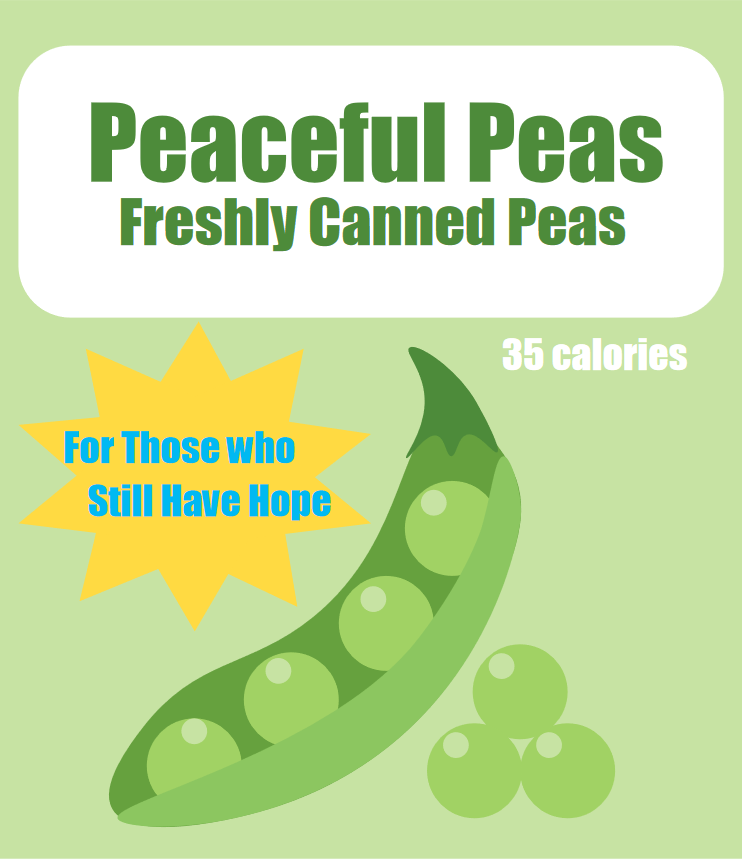 Peaceful Peas
Freshly Canned Peas
35 calories
For Those who
Still Have Hope